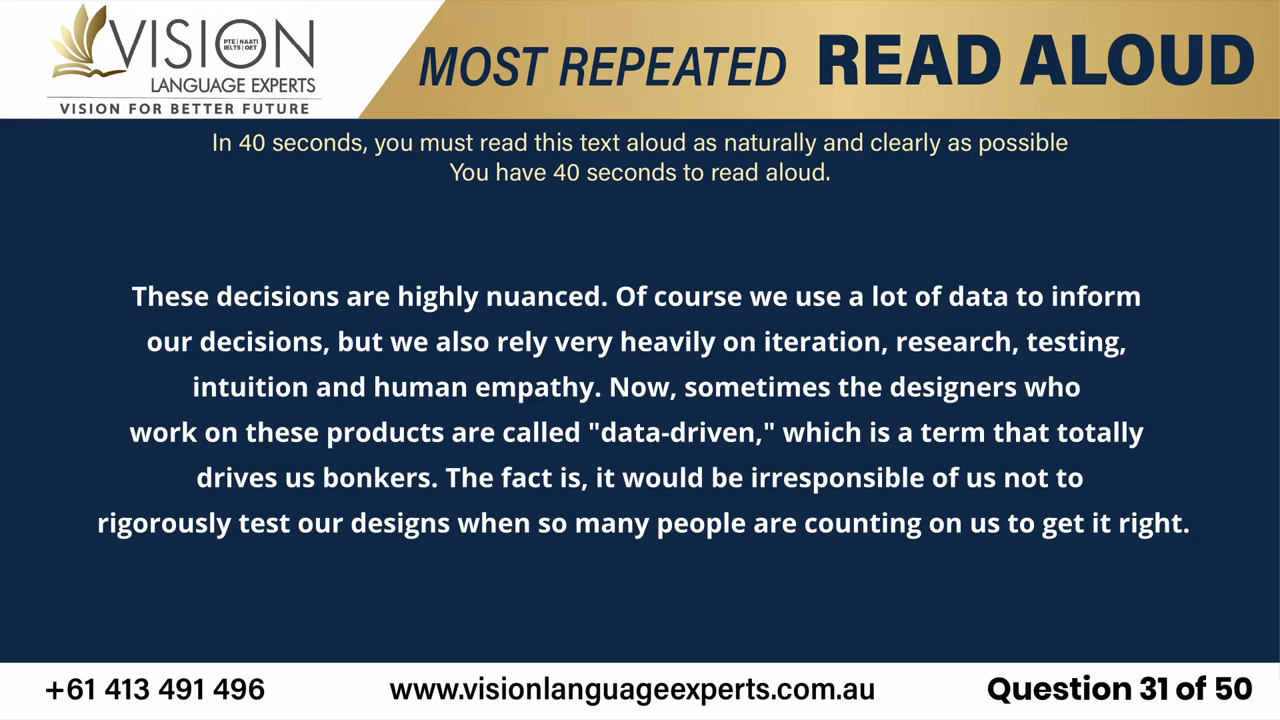 VISION
PTE | NAATI
IELTS | OET
LANGUAGE EXPERTS
VISION FOR BETTER FUTURE
MOST REPEATED READ ALOUD
In 40 seconds, you must read this text aloud as naturally and clearly as possible
You have 40 seconds to read aloud.
These decisions are highly nuanced. Of course we use a lot of data to inform
our decisions, but we also rely very heavily on iteration, research, testing,
intuition and human empathy. Now, sometimes the designers who
work on these products are called "data-driven," which is a term that totally
drives us bonkers. The fact is, it would be irresponsible of us not to
rigorously test our designs when so many people are counting on us to get it right.
+61 413 491 496
www.visionlanguageexperts.com.au
Question 31 of 50